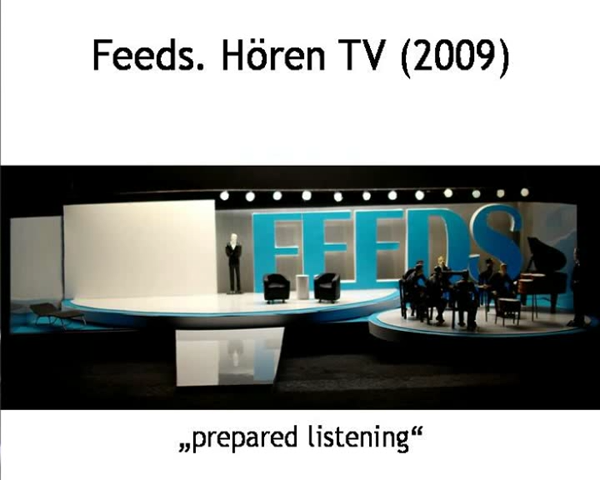 Feeds. Hören TV (2009)
FEEDS
„prepared listening“